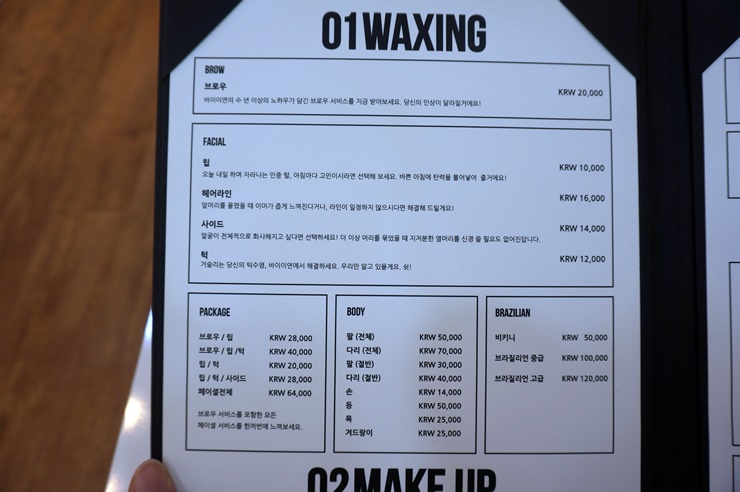 01 WAXING
BROW
브로우
KRW 20,000
바이이연의 수 년 이상의 노하우가 담긴 브로우 서비스를 지금 받아보세요. 당신의 인상이 달라질거에요!
FACIAL
립
KRW 10,000
오늘 내일 하며 자라나는 인중 털, 아침마다 고민이시라면 선택해 보세요. 바쁜 아침에 탄력을 불어넣어 줄거에요!
헤어라인
KRW 16,000
앞머리를 올렸을 때 이마가 좁게 느껴진다거나, 라인이 일정하지 않으시다면 해결해 드릴게요!
사이드
KRW 14,000
얼굴이 전체적으로 화사해지고 싶다면 선택하세요! 더 이상 머리를 묶었을 때 지저분한 옆머리를 신경 쓸 필요도 없어진답니다.
턱
KRW 12,000
거슬리는 당신의 턱수염, 바이이연에서 해결하세요. 우리만 알고 있을게요. 쉿!
PACKAGE
브로우 / 립 KRW 28,000
브로우 / 립 /턱 KRW 40,000
립 / 턱 KRW 20,000
립 / 턱 / 사이드 KRW 28,000
페이셜전체 KRW 64,000
브로우 서비스를 포함한 모든
페이셜 서비스를 한꺼번에 느껴보세요.
BODY
팔 (전체) KRW 50,000
다리 (전체) KRW 70,000
팔 (절반) KRW 30,000
다리 (절반) KRW 40,000
손 KRW 14,000
등 KRW 50,000
목 KRW 25,000
겨드랑이 KRW 25,000
BRAZILIAN
비키니 KRW 50,000
브라질리언 중급 KRW 100,000
브라질리언 고급 KRW 120,000
02 MAKE UP